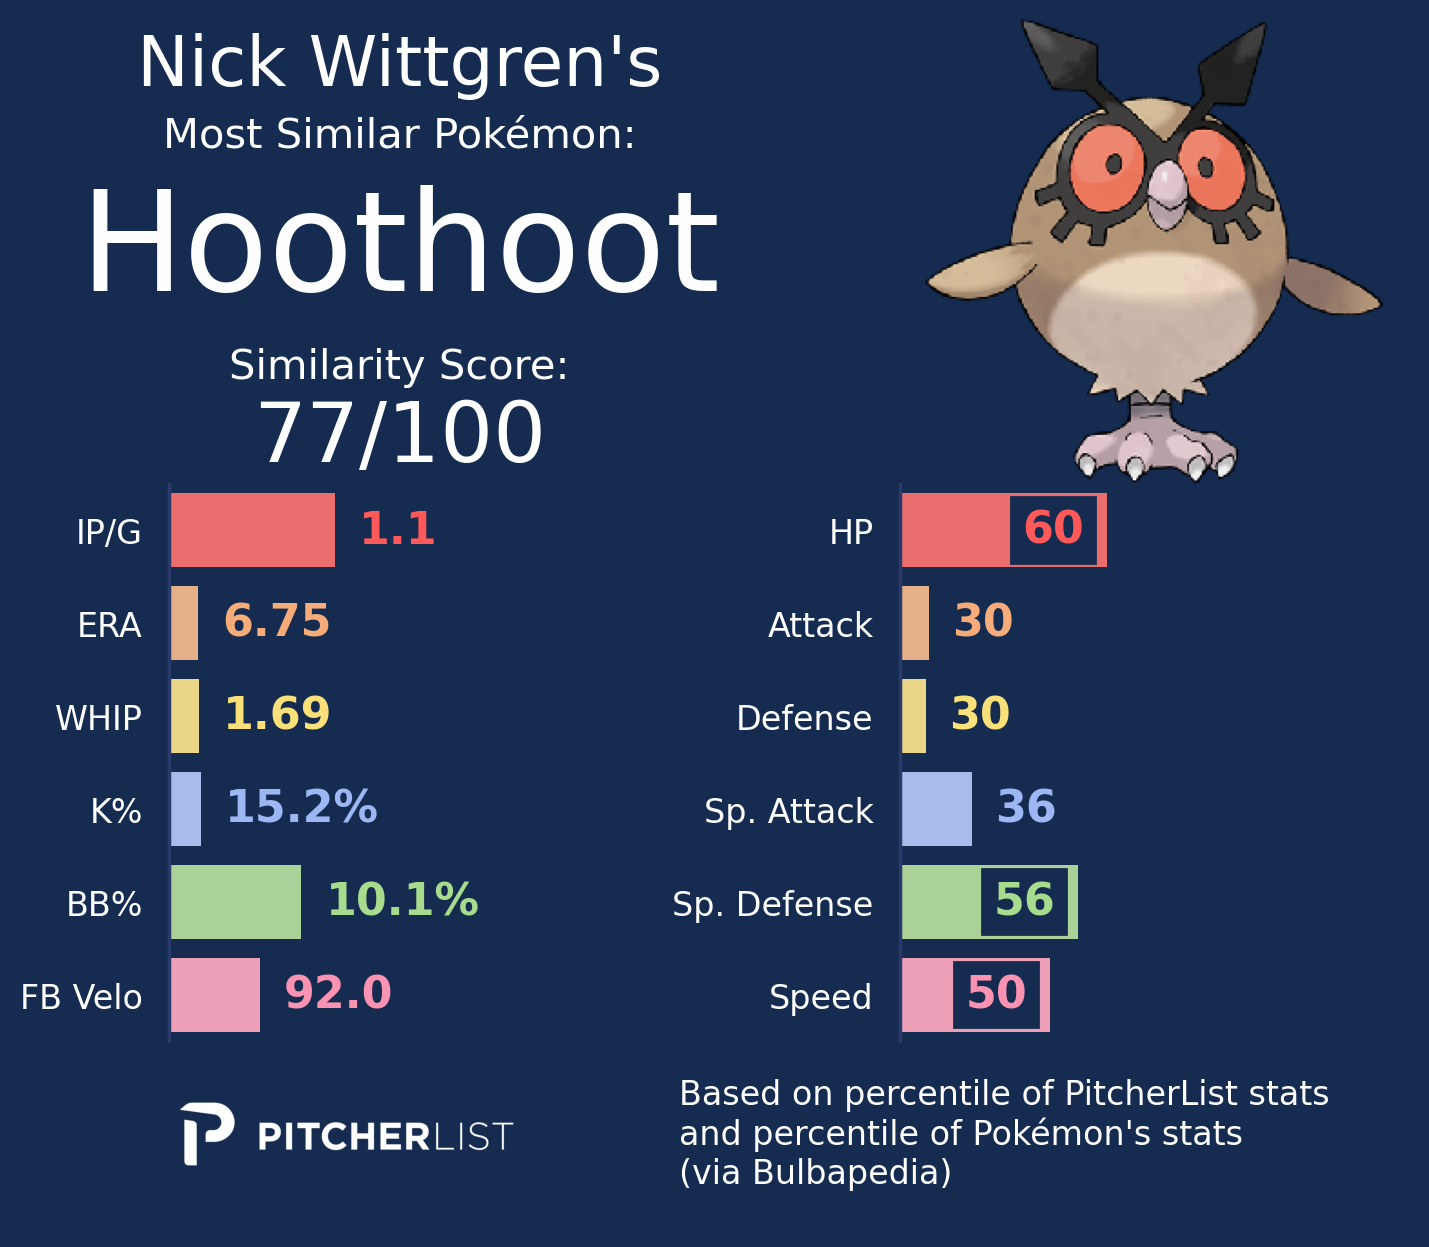 Nick Wittgren's
Most Similar Pokémon:
Hoothoot
Similarity Score:
77/100
IP/G 1.1
ERA 6.75
WHIP 1.69
K% 15.2%
BB% 10.1%
FB Velo 92.0
HP 60
Attack 30
Defense 30
Sp. Attack 36
Sp. Defense 56
Speed 50
PITCHERLIST
Based on percentile of PitcherList stats
and percentile of Pokémon's stats
(via Bulbapedia)